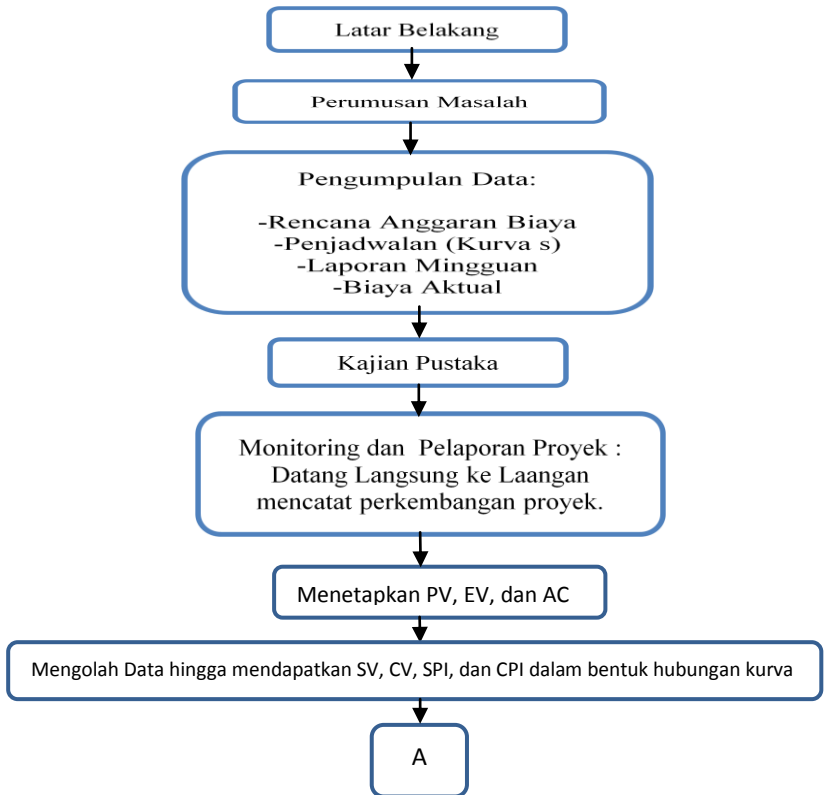 Latar Belakang
Perumusan Masalah
Pengumpulan Data:
-Rencana Anggaran Biaya
-Penjadwalan (Kurva s)
-Laporan Mingguan
-Biaya Aktual
Kajian Pustaka
Monitoring dan Pelaporan Proyek :
Datang Langsung ke Laangan
mencatat perkembangan proyek.
Menetapkan PV, EV, dan AC
Mengolah Data hingga mendapatkan SV, CV, SPI, dan CPI dalam bentuk hubungan kurva
A